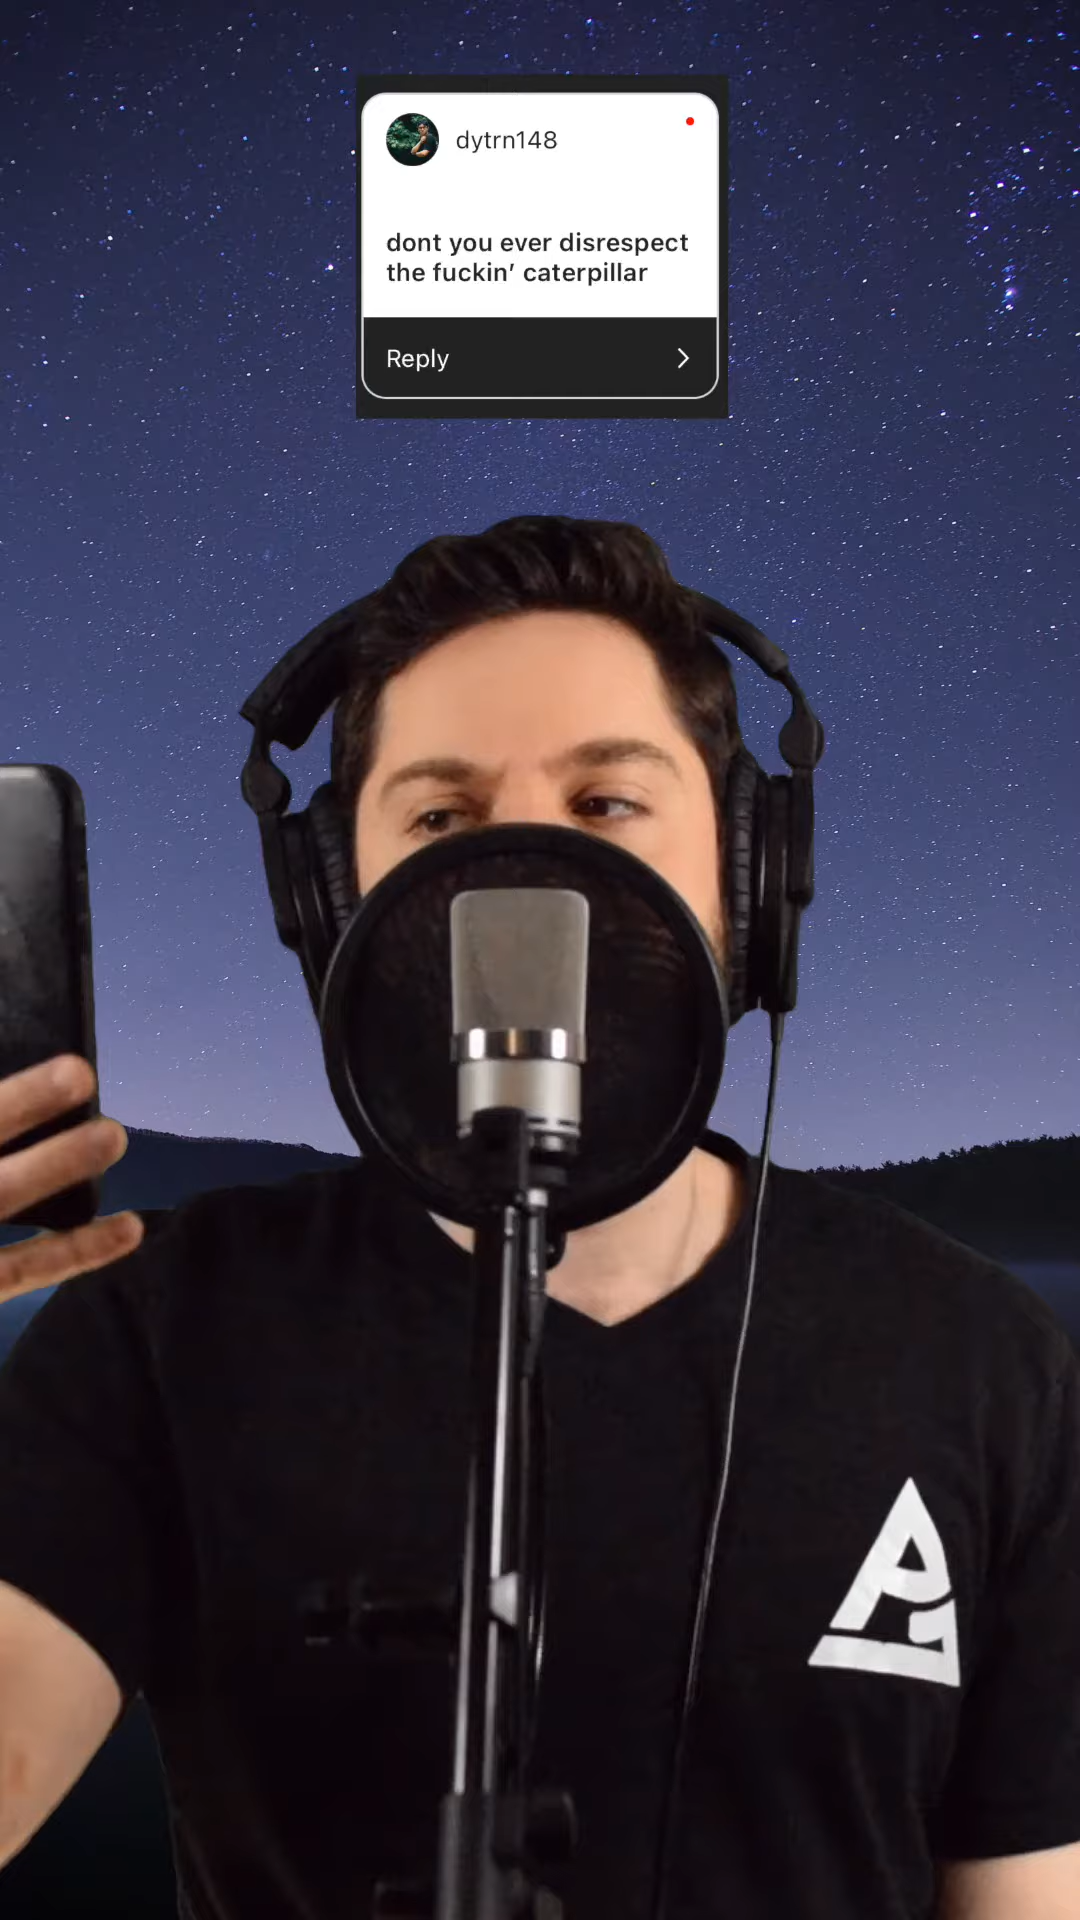 dytrn148
dont you ever disrespect
the fuckin’ caterpillar
Reply